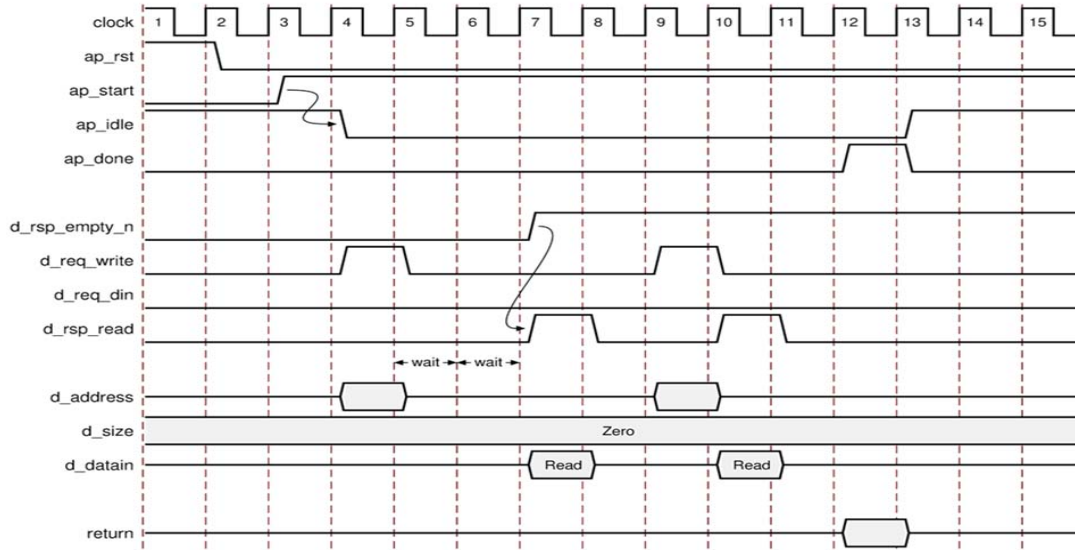 clock 1 2 3 4 5 6 7 8 9 10 11 12 13 14 15
ap_rst
ap_start
ap_idle
ap_done
d_rsp_empty_n
d_req_write
d_req_din
d_rsp_read
wait wait
d_address
d_size Zero
d_datain Read Read
return